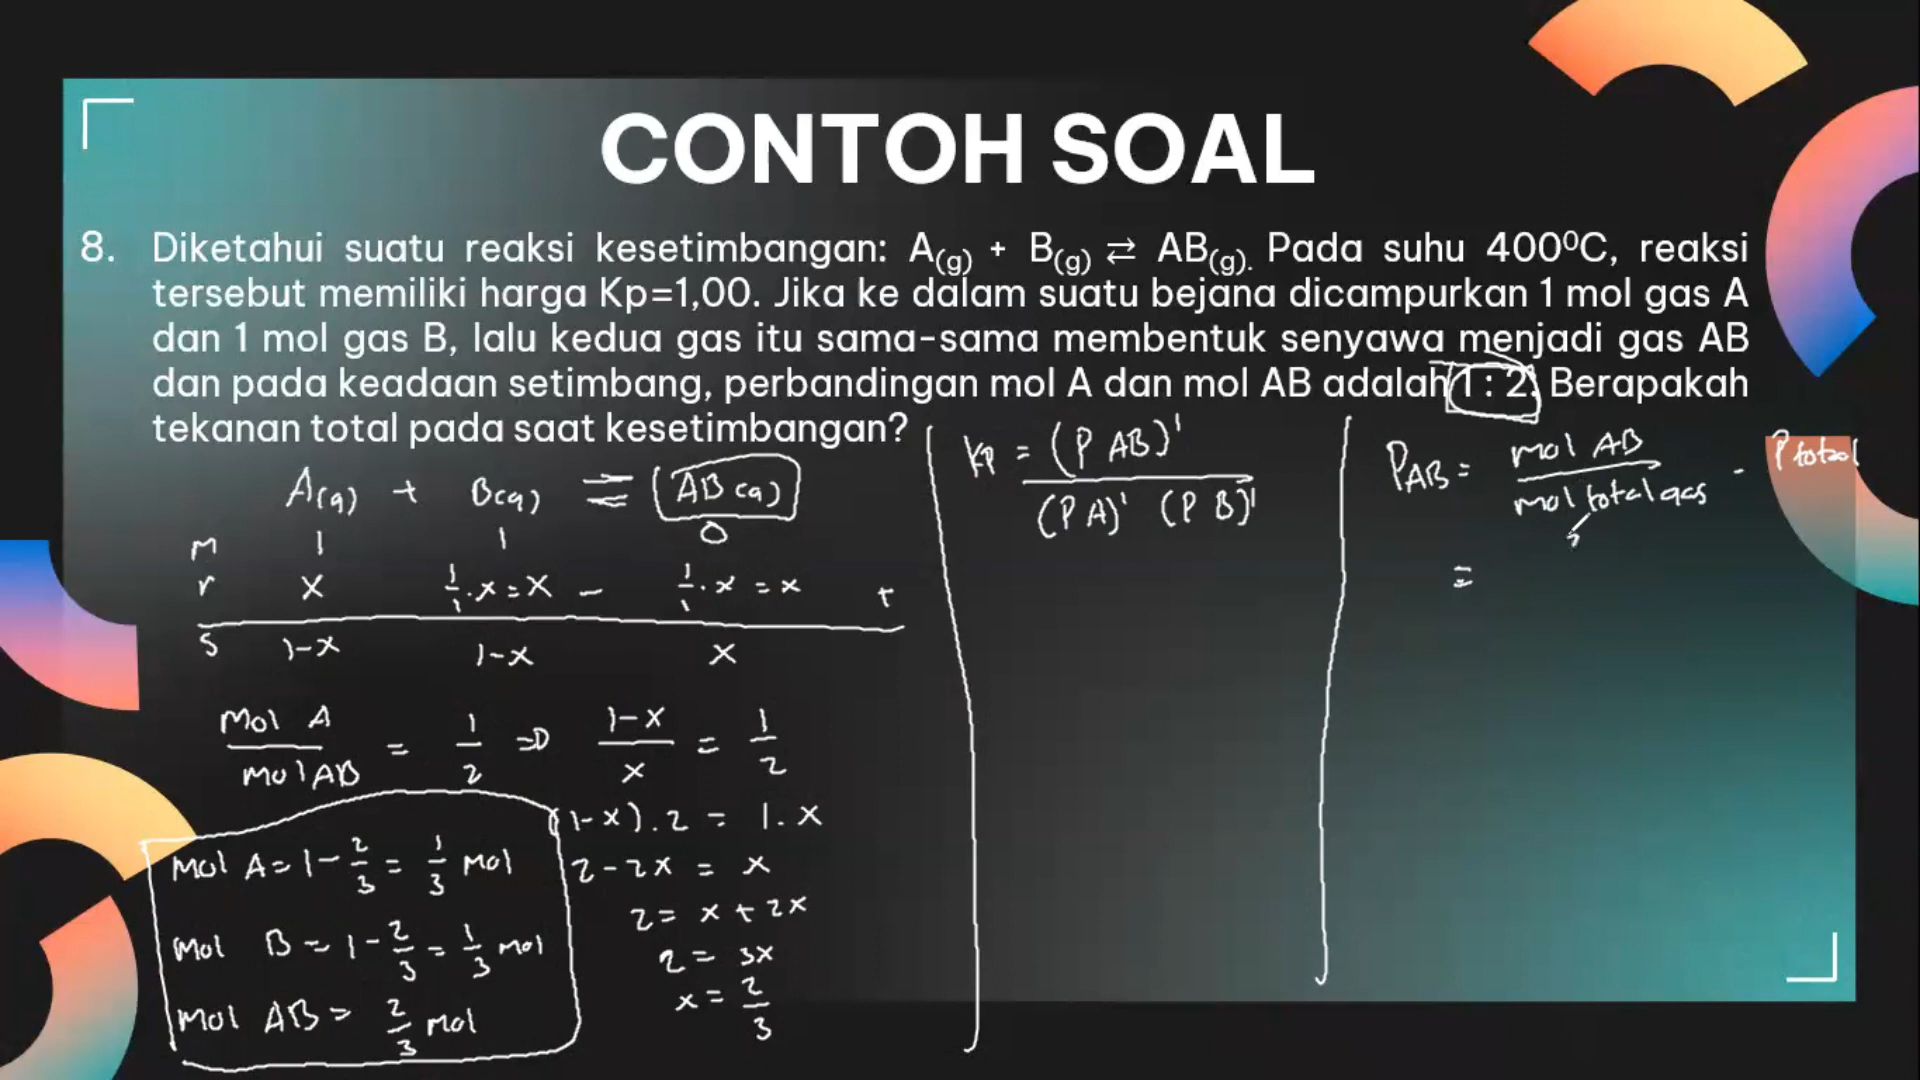 CONTOH SOAL
8. Diketahui suatu reaksi kesetimbangan: A(g) + B(g) ⇄ AB(g). Pada suhu 400⁰C, reaksi
tersebut memiliki harga Kp=1,00. Jika ke dalam suatu bejana dicampurkan 1 mol gas A
dan 1 mol gas B, lalu kedua gas itu sama-sama membentuk senyawa menjadi gas AB
dan pada keadaan setimbang, perbandingan mol A dan mol AB adalah 1 : 2. Berapakah
tekanan total pada saat kesetimbangan?
A(g) + B(g) ⇌ AB(g)
m 1 1 0
r x 1/1 . x = x - 1/1 . x = x +
s 1-x 1-x x
Mol A / Mol AB = 1/2 => 1-x / x = 1/2
(1-x) . 2 = 1 . x
2 - 2x = x
2 = x + 2x
2 = 3x
x = 2/3
Mol A = 1 - 2/3 = 1/3 mol
Mol B = 1 - 2/3 = 1/3 mol
Mol AB = 2/3 mol
Kp = (P AB)¹ / (P A)¹ (P B)¹
PAB = mol AB / mol total gas . P total
=